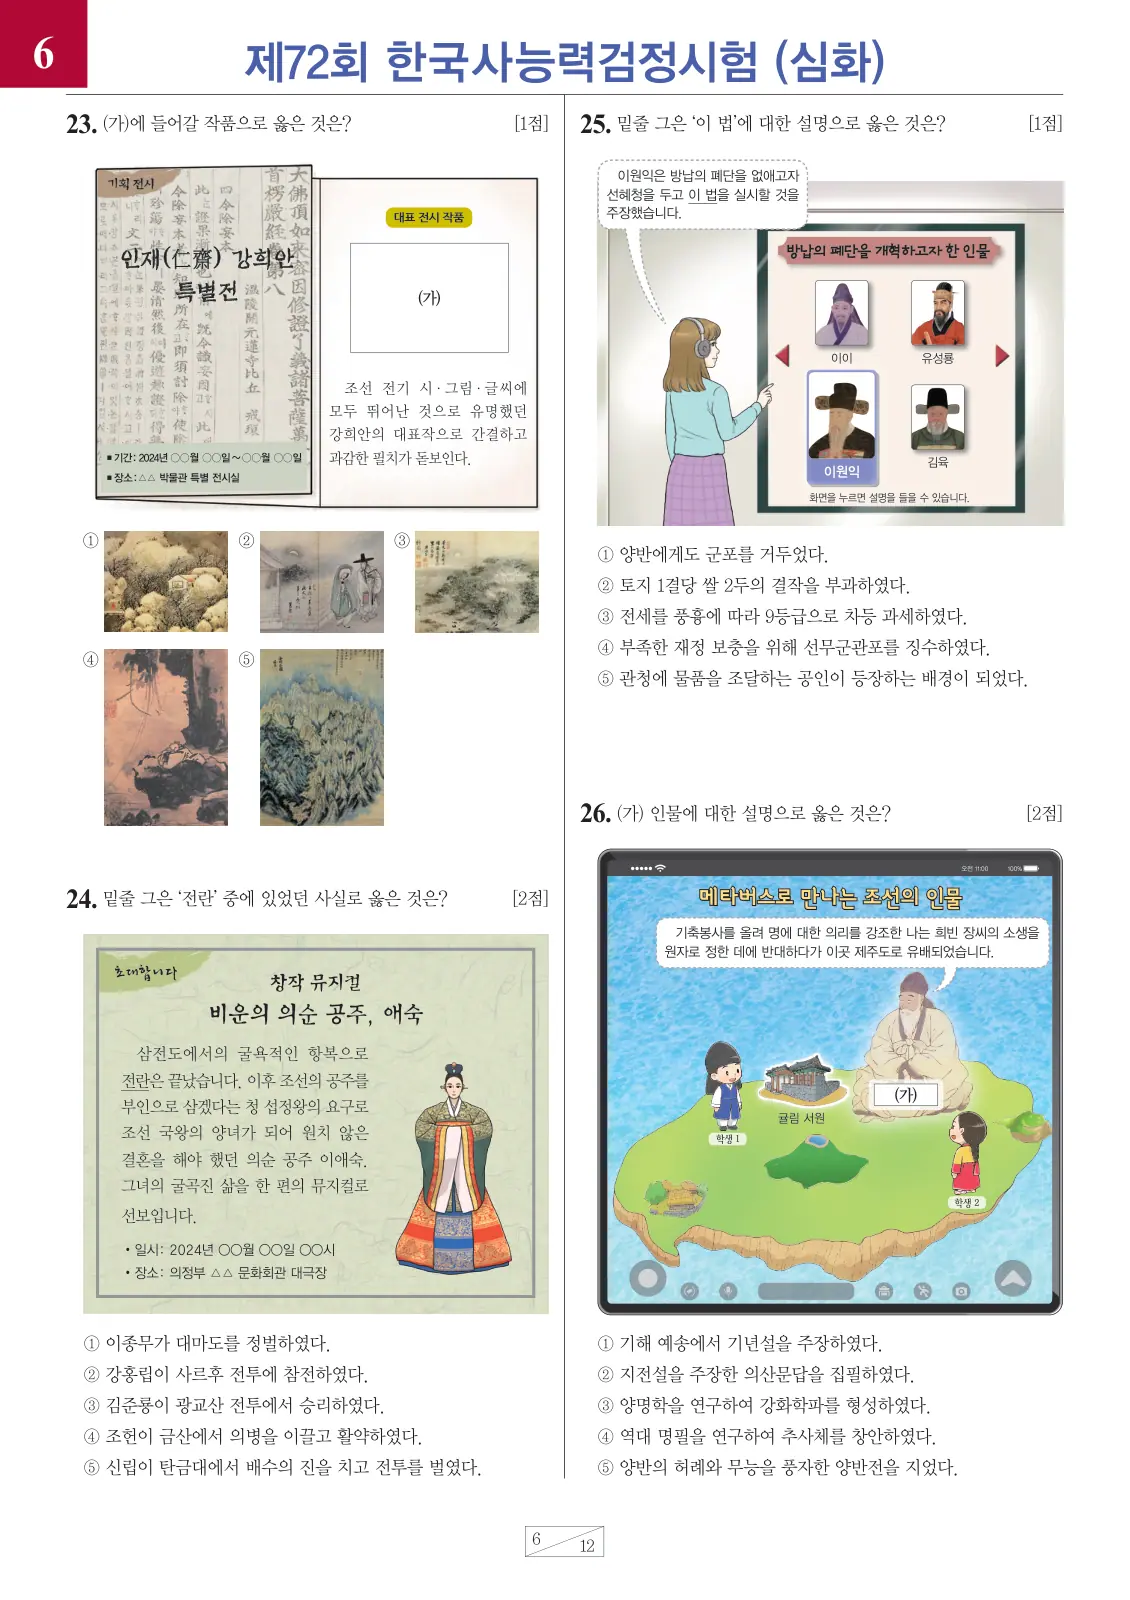 6
제72회 한국사능력검정시험 (심화)
23. (가)에 들어갈 작품으로 옳은 것은? [1점]
기획 전시
인재(仁齋) 강희안
특별전
■ 기간: 2024년 ○○월 ○○일～○○월 ○○일
■ 장소: △△ 박물관 특별 전시실
대표 전시 작품
(가)
조선 전기 시·그림·글씨에
모두 뛰어난 것으로 유명했던
강희안의 대표작으로 간결하고
과감한 필치가 돋보인다.
① ② ③
④ ⑤
24. 밑줄 그은 ‘전란’ 중에 있었던 사실로 옳은 것은? [2점]
초대합니다
창작 뮤지컬
비운의 의순 공주, 애숙
삼전도에서의 굴욕적인 항복으로
전란은 끝났습니다. 이후 조선의 공주를
부인으로 삼겠다는 청 섭정왕의 요구로
조선 국왕의 양녀가 되어 원치 않은
결혼을 해야 했던 의순 공주 이애숙.
그녀의 굴곡진 삶을 한 편의 뮤지컬로
선보입니다.
• 일시: 2024년 ○○월 ○○일 ○○시
• 장소: 의정부 △△ 문화회관 대극장
① 이종무가 대마도를 정벌하였다.
② 강홍립이 사르후 전투에 참전하였다.
③ 김준룡이 광교산 전투에서 승리하였다.
④ 조헌이 금산에서 의병을 이끌고 활약하였다.
⑤ 신립이 탄금대에서 배수의 진을 치고 전투를 벌였다.
25. 밑줄 그은 ‘이 법’에 대한 설명으로 옳은 것은? [1점]
이원익은 방납의 폐단을 없애고자
선혜청을 두고 이 법을 실시할 것을
주장했습니다.
방납의 폐단을 개혁하고자 한 인물
이이
유성룡
이원익
김육
화면을 누르면 설명을 들을 수 있습니다.
① 양반에게도 군포를 거두었다.
② 토지 1결당 쌀 2두의 결작을 부과하였다.
③ 전세를 풍흉에 따라 9등급으로 차등 과세하였다.
④ 부족한 재정 보충을 위해 선무군관포를 징수하였다.
⑤ 관청에 물품을 조달하는 공인이 등장하는 배경이 되었다.
26. (가) 인물에 대한 설명으로 옳은 것은? [2점]
오전 11:00 100%
메타버스로 만나는 조선의 인물
기축봉사를 올려 명에 대한 의리를 강조한 나는 희빈 장씨의 소생을
원자로 정한 데에 반대하다가 이곳 제주도로 유배되었습니다.
(가)
귤림 서원
학생 1
학생 2
① 기해 예송에서 기년설을 주장하였다.
② 지전설을 주장한 의산문답을 집필하였다.
③ 양명학을 연구하여 강화학파를 형성하였다.
④ 역대 명필을 연구하여 추사체를 창안하였다.
⑤ 양반의 허례와 무능을 풍자한 양반전을 지었다.
6
12